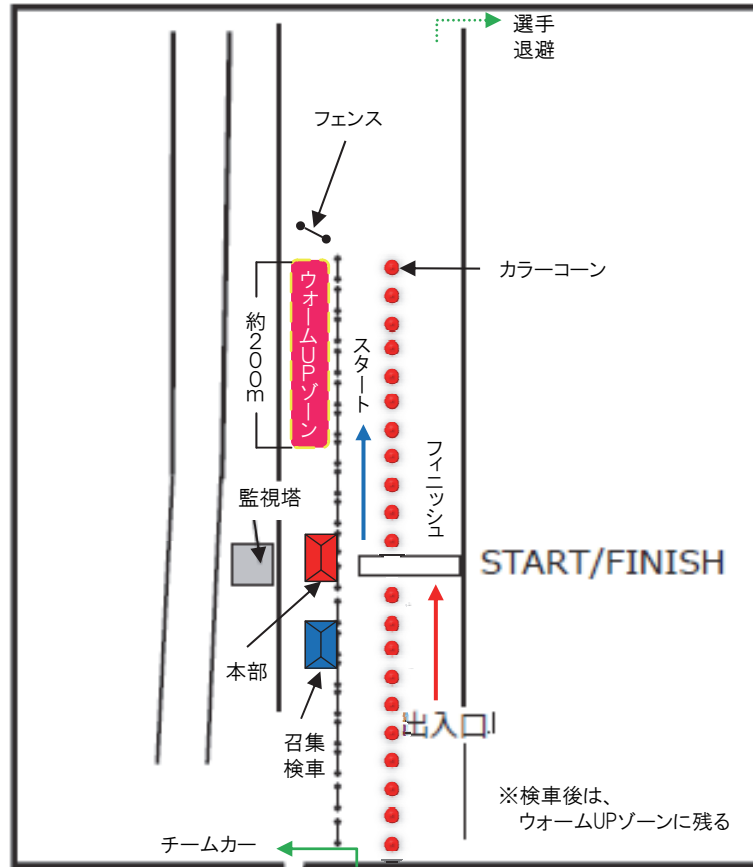 選手
退避
フェンス
カラーコーン
ウォームUPゾーン
約200m
スタート
フィニッシュ
監視塔
START/FINISH
本部
出入口
召集
検車
※検車後は、
ウォームUPゾーンに残る
チームカー